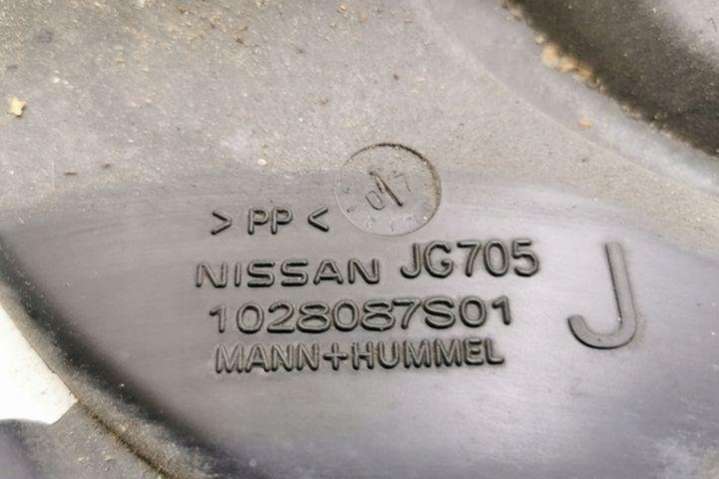 > PP <
NISSAN JG705
1028087S01
MANN+HUMMEL
J